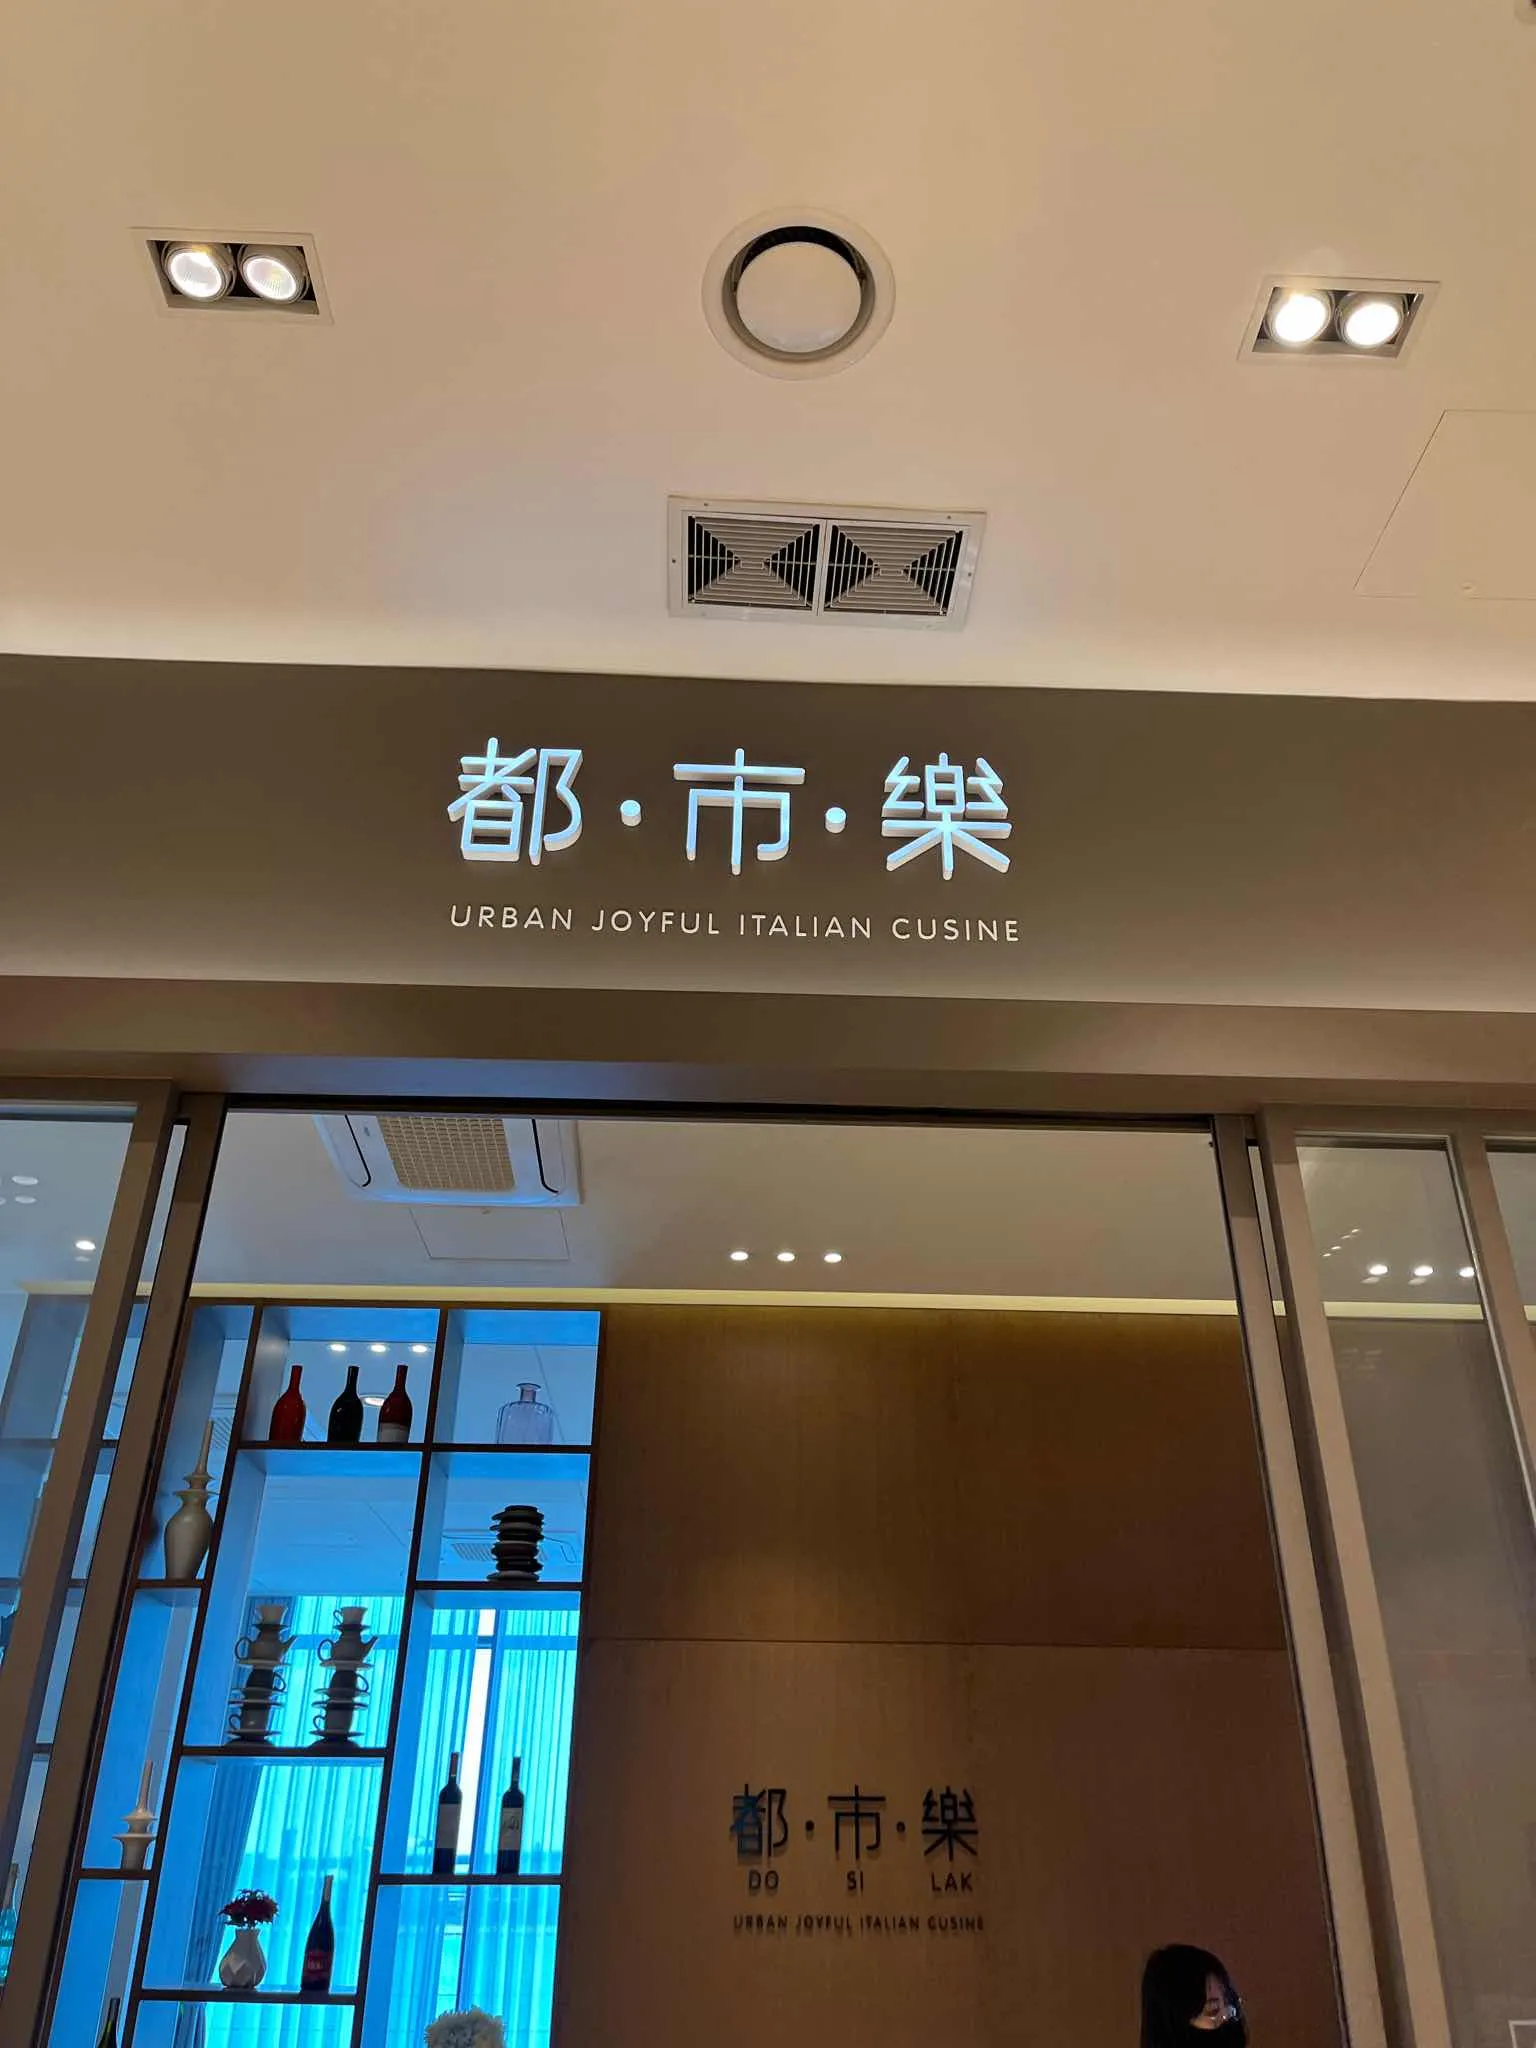 都·市·樂
URBAN JOYFUL ITALIAN CUSINE
都·市·樂
DO SI LAK
URBAN JOYFUL ITALIAN CUSINE